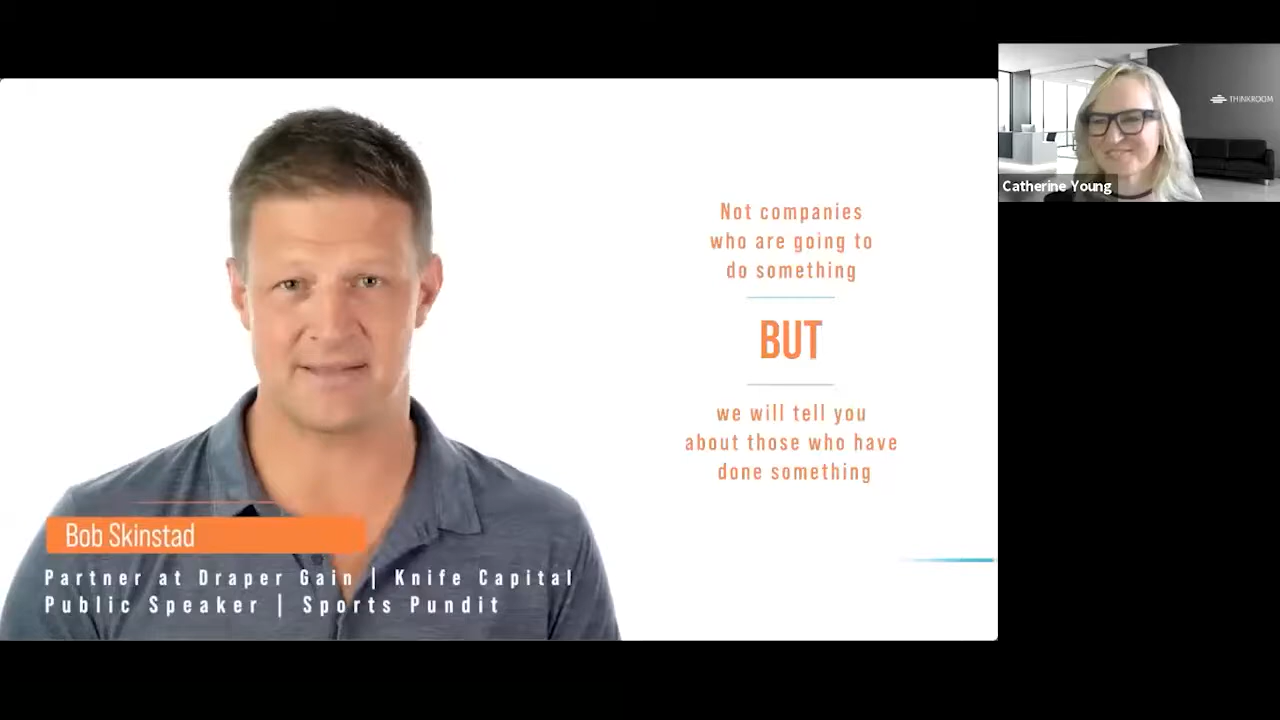 THINKROOM
Catherine Young
Not companies
who are going to
do something
BUT
we will tell you
about those who have
done something
Bob Skinstad
Partner at Draper Gain | Knife Capital
Public Speaker | Sports Pundit